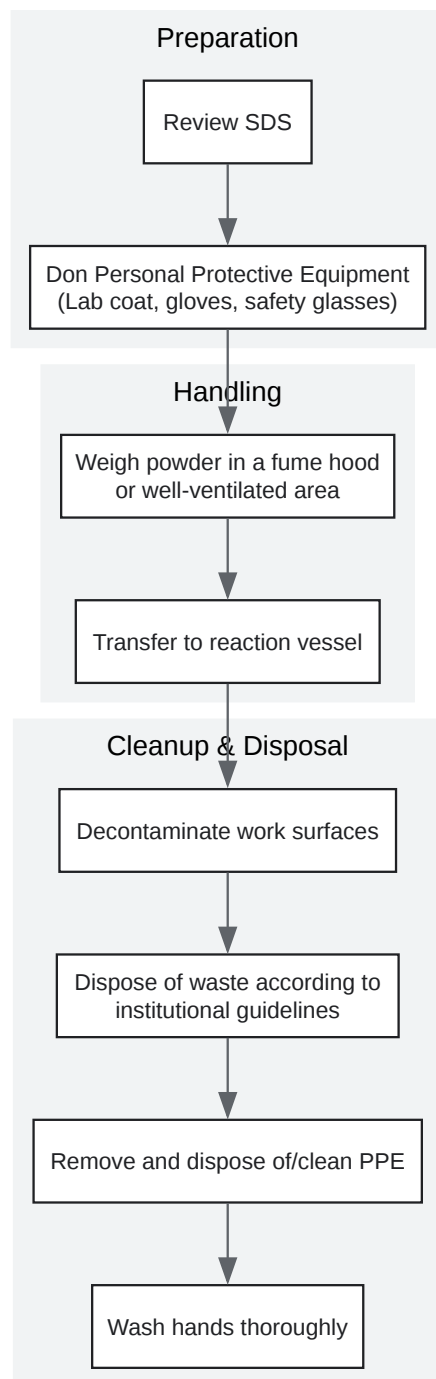 Preparation
Review SDS
Don Personal Protective Equipment
(Lab coat, gloves, safety glasses)
Handling
Weigh powder in a fume hood
or well-ventilated area
Transfer to reaction vessel
Cleanup & Disposal
Decontaminate work surfaces
Dispose of waste according to
institutional guidelines
Remove and dispose of/clean PPE
Wash hands thoroughly